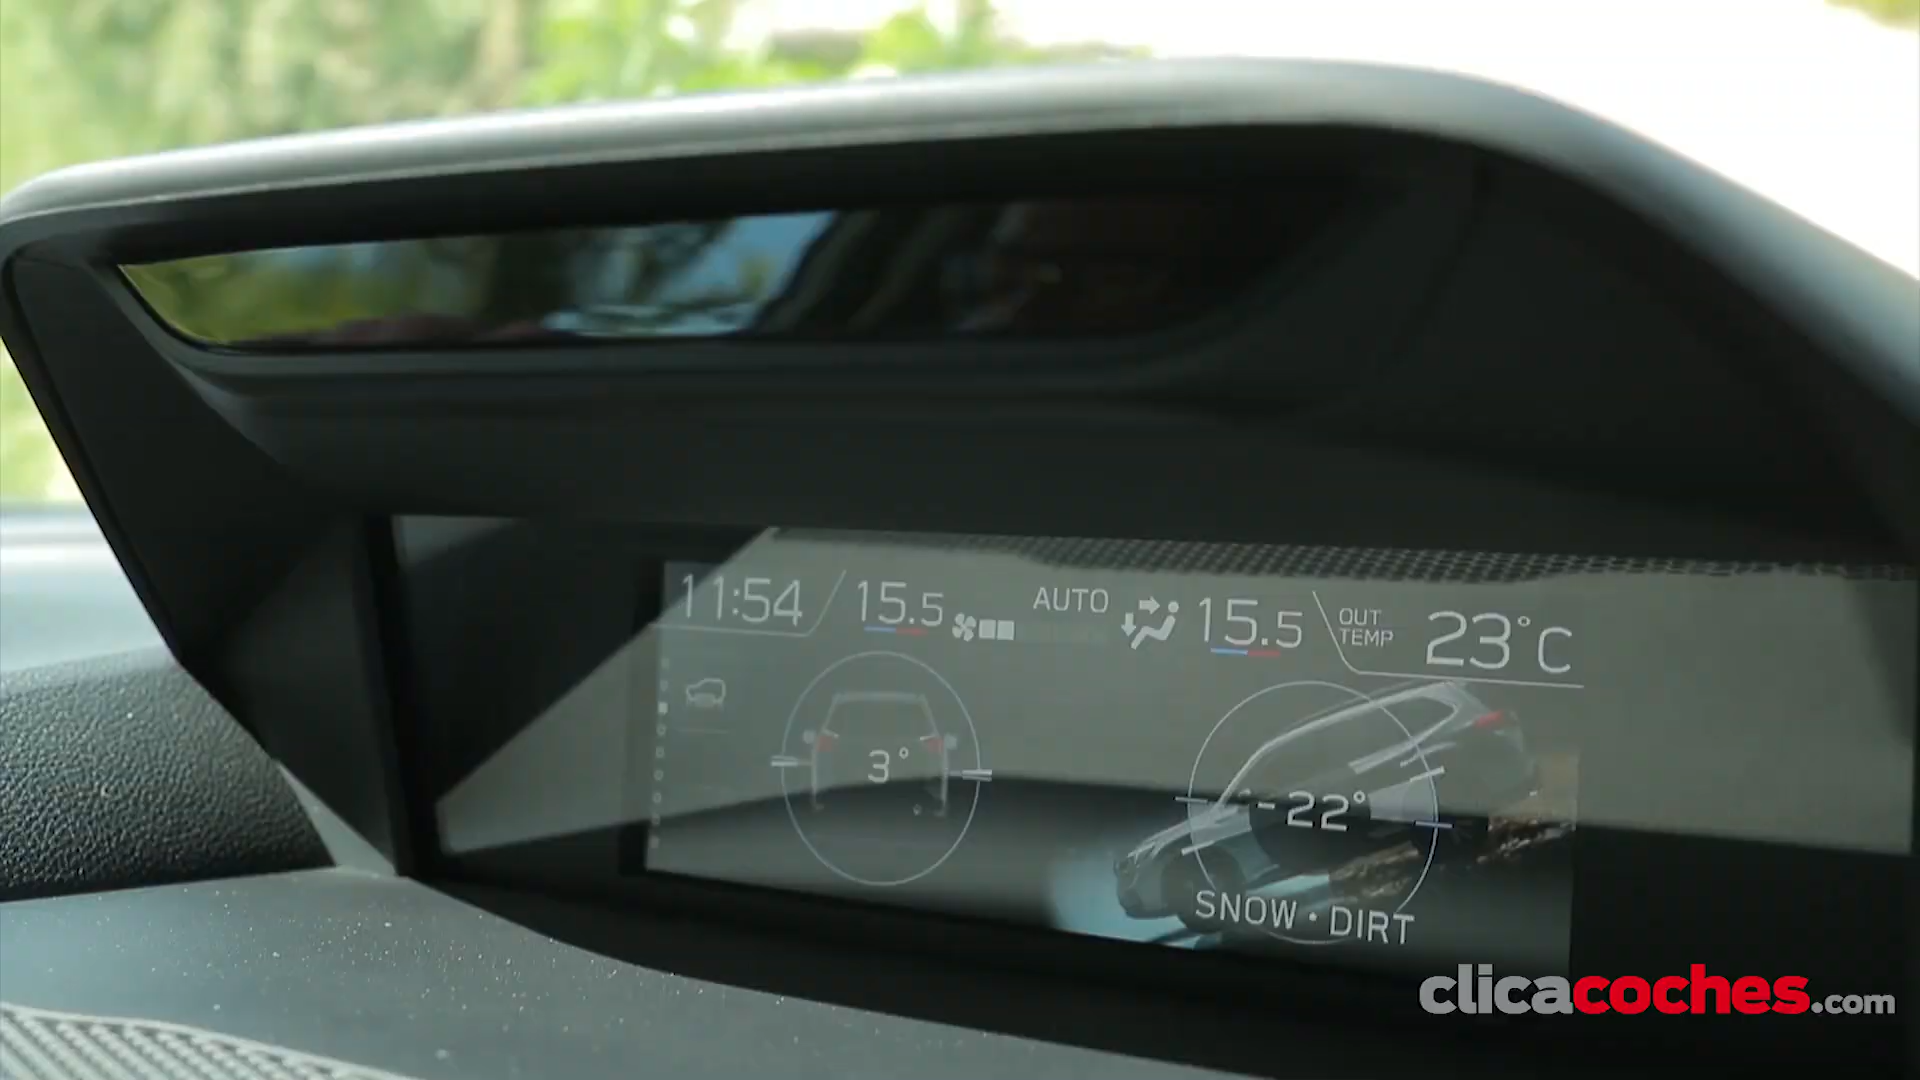 11:54 15.5 AUTO 15.5 OUT TEMP 23°C
3°
-22°
SNOW • DIRT
clicacoches.com